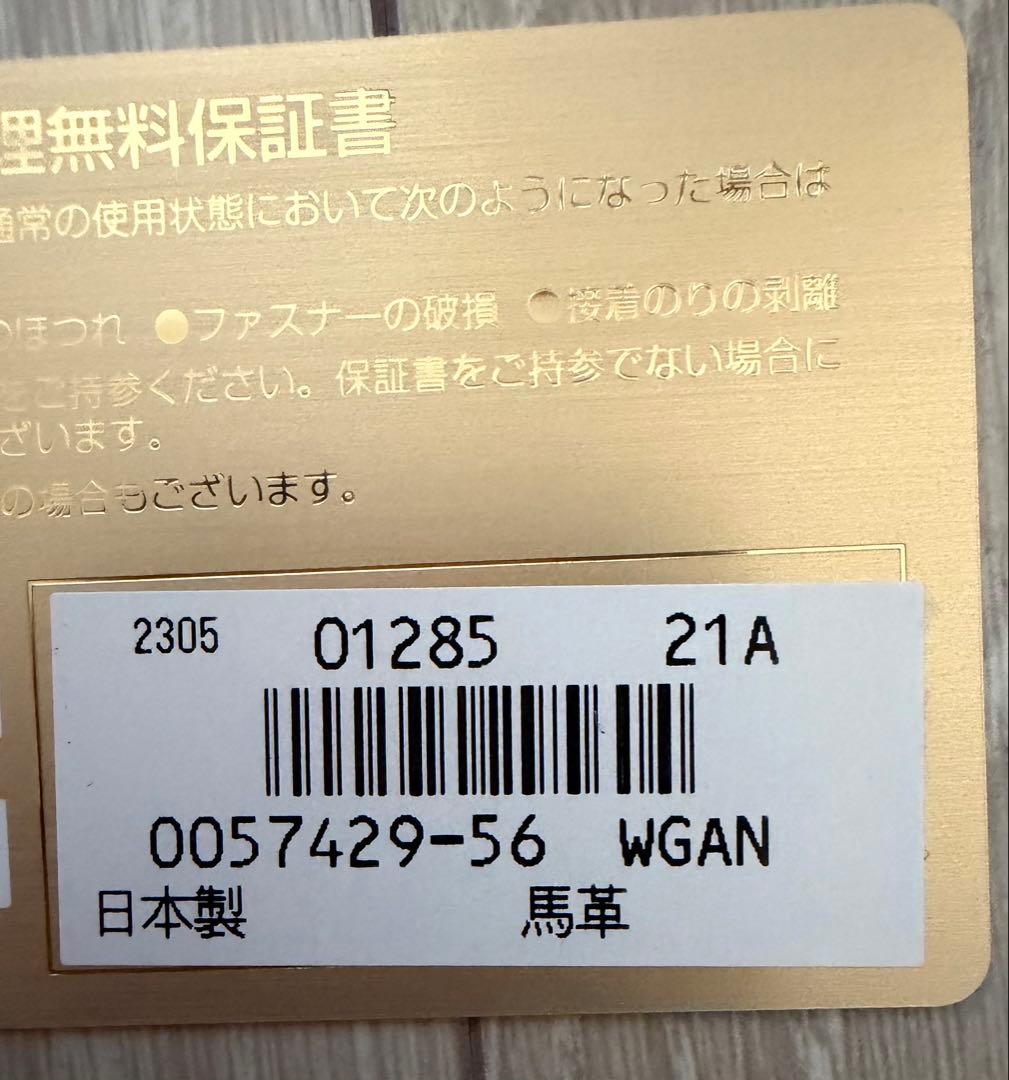 理無料保証書
通常の使用状態において次のようになった場合は
のほつれ ●ファスナーの破損 ●接着のりの剥離
をご持参ください。保証書をご持参でない場合に
ざいます。
の場合もございます。
2305 01285 21A
0057429-56 WGAN
日本製 馬革